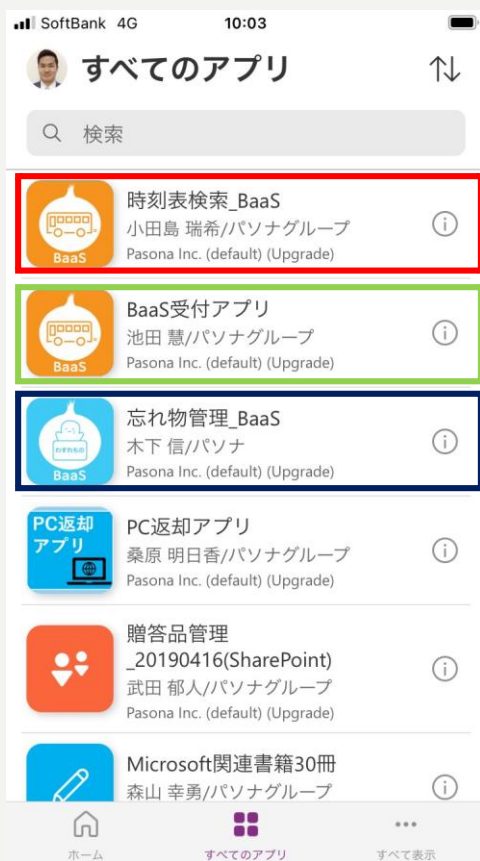 SoftBank 4G 10:03
すべてのアプリ
検索
時刻表検索_BaaS
小田島 瑞希/パソナグループ
Pasona Inc. (default) (Upgrade)
BaaS
BaaS受付アプリ
池田 慧/パソナグループ
Pasona Inc. (default) (Upgrade)
BaaS
忘れ物管理_BaaS
木下 信/パソナ
Pasona Inc. (default) (Upgrade)
わすれもの
BaaS
PC返却
アプリ
PC返却アプリ
桑原 明日香/パソナグループ
Pasona Inc. (default) (Upgrade)
贈答品管理
_20190416(SharePoint)
武田 郁人/パソナグループ
Pasona Inc. (default) (Upgrade)
Microsoft関連書籍30冊
森山 幸勇/パソナグループ
ホーム すべてのアプリ すべて表示